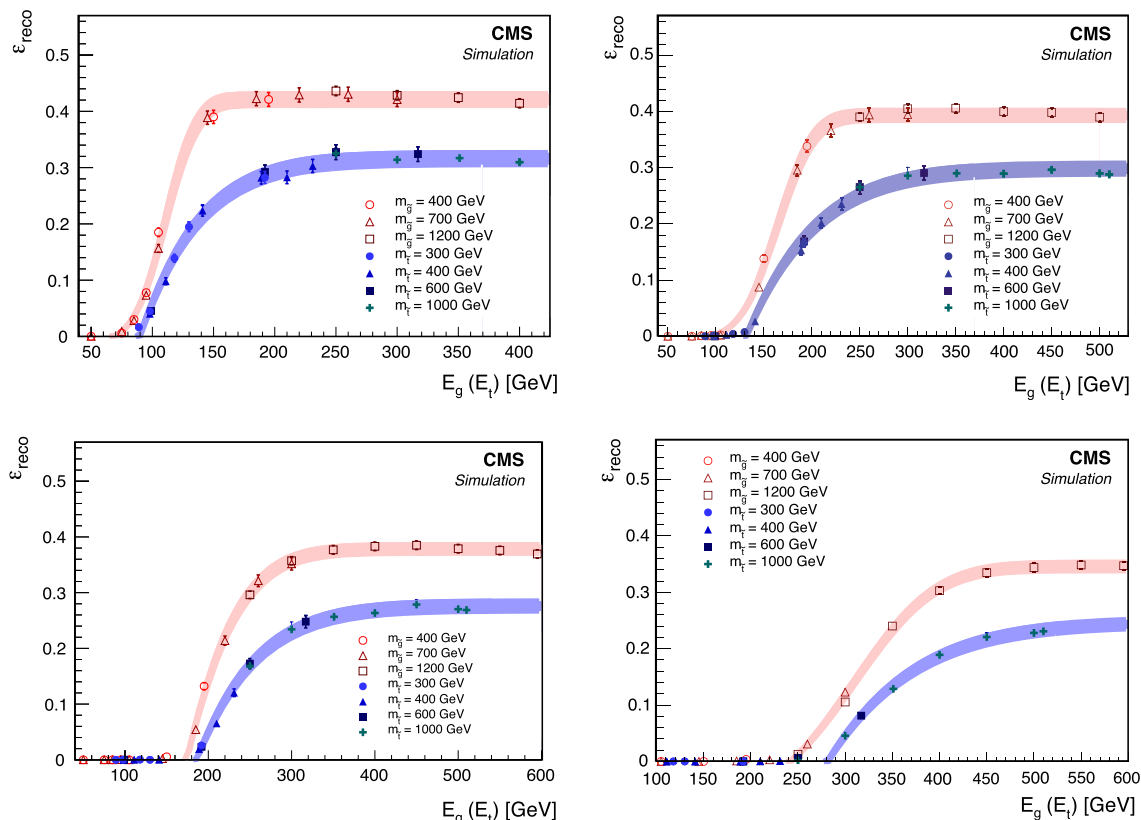 ε_reco
CMS
Simulation
0.5
0.4
0.3
0.2
0.1
0
m_g̃ = 400 GeV
m_g̃ = 700 GeV
m_g̃ = 1200 GeV
m_t̃ = 300 GeV
m_t̃ = 400 GeV
m_t̃ = 600 GeV
m_t̃ = 1000 GeV
50 100 150 200 250 300 350 400
E_g (E_t) [GeV]
ε_reco
CMS
Simulation
0.5
0.4
0.3
0.2
0.1
0
m_g̃ = 400 GeV
m_g̃ = 700 GeV
m_g̃ = 1200 GeV
m_t̃ = 300 GeV
m_t̃ = 400 GeV
m_t̃ = 600 GeV
m_t̃ = 1000 GeV
50 100 150 200 250 300 350 400 450 500
E_g (E_t) [GeV]
ε_reco
CMS
Simulation
0.5
0.4
0.3
0.2
0.1
0
m_g̃ = 400 GeV
m_g̃ = 700 GeV
m_g̃ = 1200 GeV
m_t̃ = 300 GeV
m_t̃ = 400 GeV
m_t̃ = 600 GeV
m_t̃ = 1000 GeV
100 200 300 400 500 600
E_g (E_t) [GeV]
ε_reco
m_g̃ = 400 GeV
m_g̃ = 700 GeV
m_g̃ = 1200 GeV
m_t̃ = 300 GeV
m_t̃ = 400 GeV
m_t̃ = 600 GeV
m_t̃ = 1000 GeV
CMS
Simulation
0.5
0.4
0.3
0.2
0.1
0
100 150 200 250 300 350 400 450 500 550 600
E_g (E_t) [GeV]